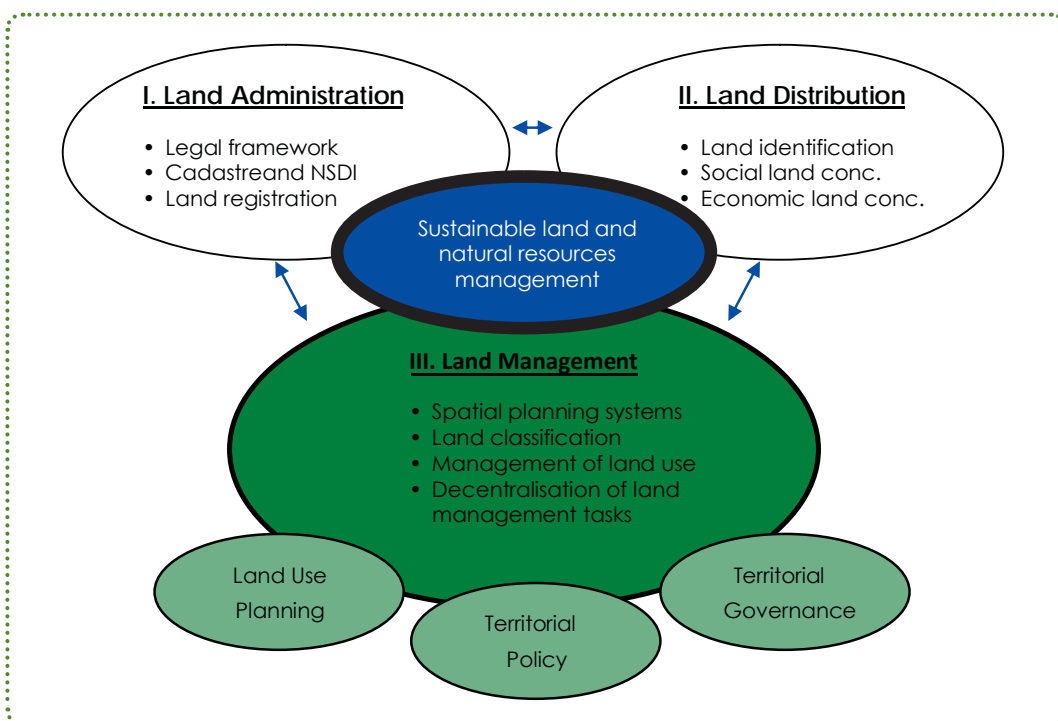 I. Land Administration
• Legal framework
• Cadastreand NSDI
• Land registration
II. Land Distribution
• Land identification
• Social land conc.
• Economic land conc.
Sustainable land and
natural resources
management
III. Land Management
• Spatial planning systems
• Land classification
• Management of land use
• Decentralisation of land
management tasks
Land Use
Planning
Territorial
Policy
Territorial
Governance